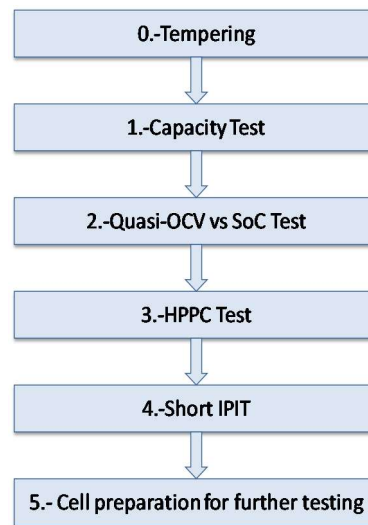 0.-Tempering
1.-Capacity Test
2.-Quasi-OCV vs SoC Test
3.-HPPC Test
4.-Short IPIT
5.- Cell preparation for further testing